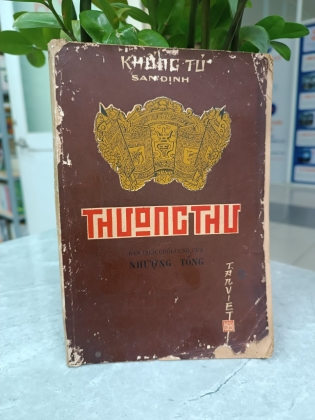 KHỔNG TỬ
SAN ĐỊNH
THƯỢNG THƯ
NHƯỢNG TỐNG
TÂN VIỆT